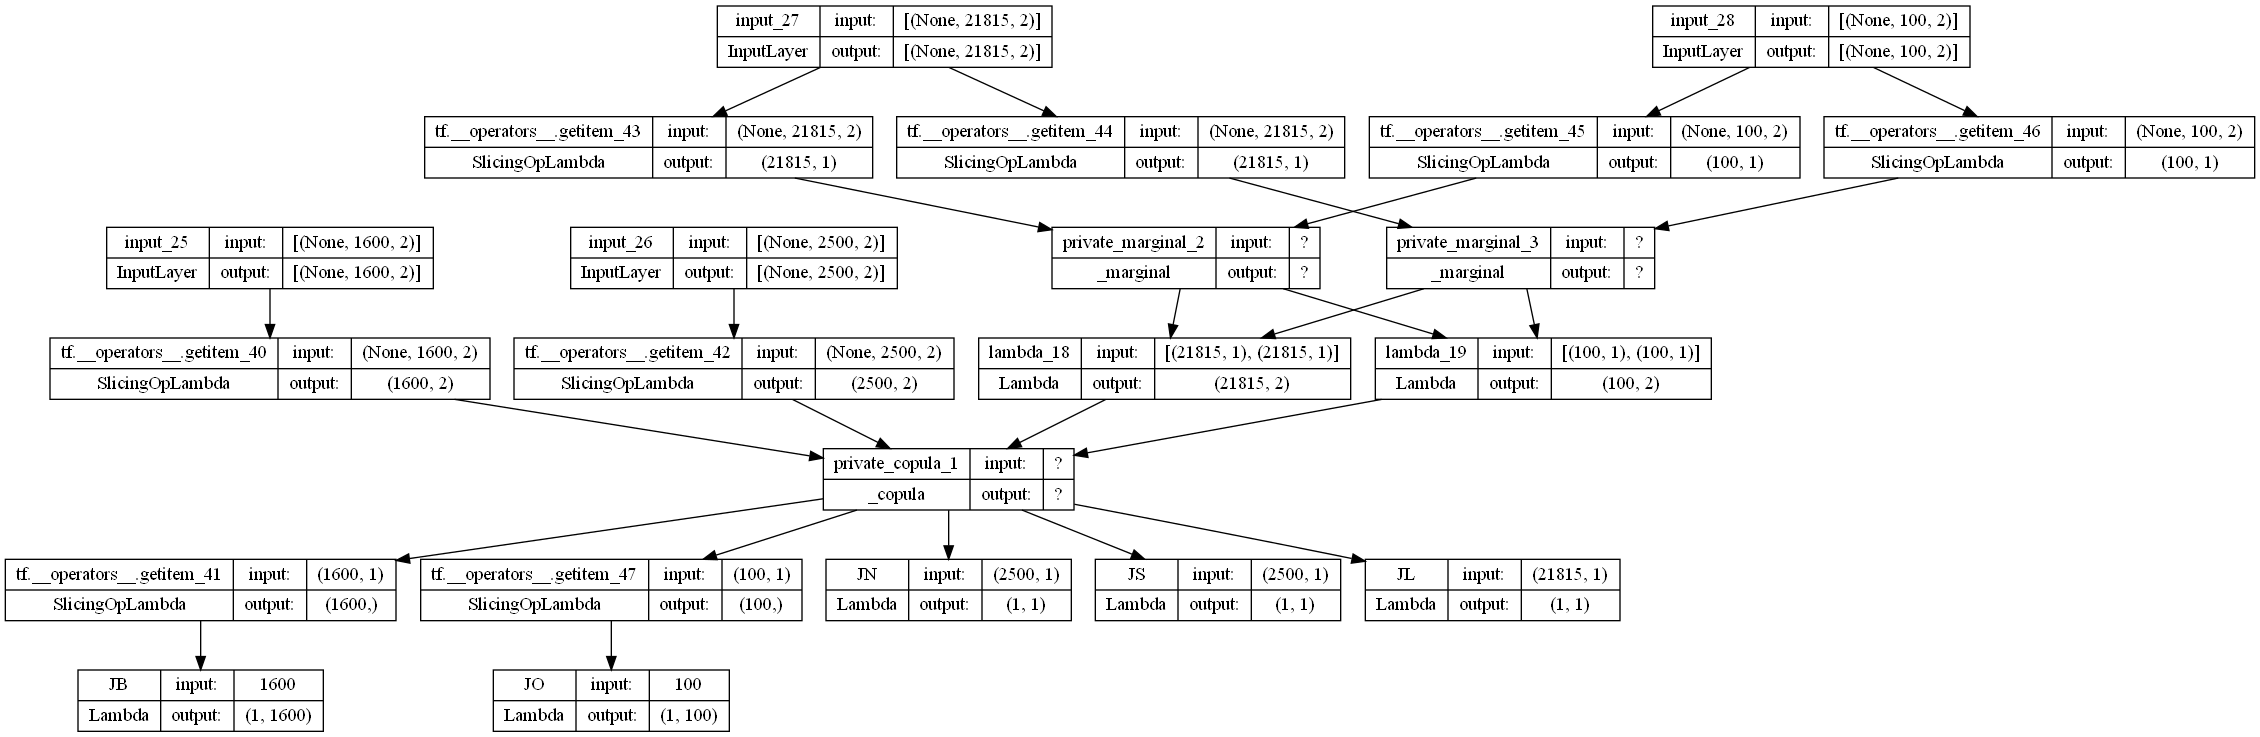 input_27 input: [(None, 21815, 2)]
InputLayer output: [(None, 21815, 2)]
input_28 input: [(None, 100, 2)]
InputLayer output: [(None, 100, 2)]
tf.__operators__.getitem_43 input: (None, 21815, 2)
SlicingOpLambda output: (21815, 1)
tf.__operators__.getitem_44 input: (None, 21815, 2)
SlicingOpLambda output: (21815, 1)
tf.__operators__.getitem_45 input: (None, 100, 2)
SlicingOpLambda output: (100, 1)
tf.__operators__.getitem_46 input: (None, 100, 2)
SlicingOpLambda output: (100, 1)
input_25 input: [(None, 1600, 2)]
InputLayer output: [(None, 1600, 2)]
input_26 input: [(None, 2500, 2)]
InputLayer output: [(None, 2500, 2)]
private_marginal_2 input: ?
_marginal output: ?
private_marginal_3 input: ?
_marginal output: ?
tf.__operators__.getitem_40 input: (None, 1600, 2)
SlicingOpLambda output: (1600, 2)
tf.__operators__.getitem_42 input: (None, 2500, 2)
SlicingOpLambda output: (2500, 2)
lambda_18 input: [(21815, 1), (21815, 1)]
Lambda output: (21815, 2)
lambda_19 input: [(100, 1), (100, 1)]
Lambda output: (100, 2)
private_copula_1 input: ?
_copula output: ?
tf.__operators__.getitem_41 input: (1600, 1)
SlicingOpLambda output: (1600,)
tf.__operators__.getitem_47 input: (100, 1)
SlicingOpLambda output: (100,)
JN input: (2500, 1)
Lambda output: (1, 1)
JS input: (2500, 1)
Lambda output: (1, 1)
JL input: (21815, 1)
Lambda output: (1, 1)
JB input: 1600
Lambda output: (1, 1600)
JO input: 100
Lambda output: (1, 100)